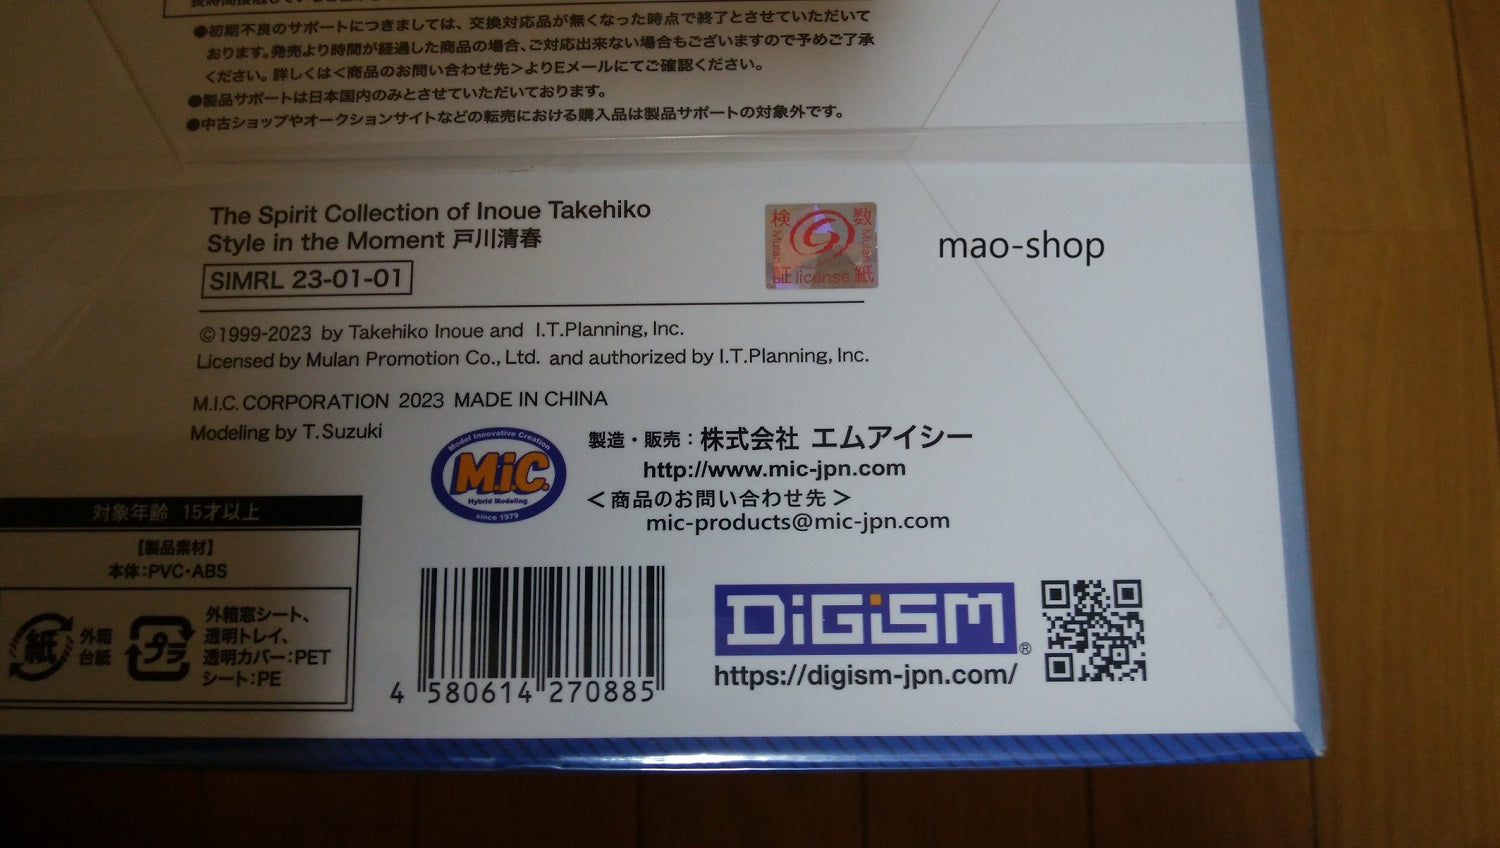 ●初期不良のサポートにつきましては、交換対応品が無くなった時点で終了とさせていただいて
おります。発売より時間が経過した商品の場合、ご対応出来ない場合もございますので予めご了承
ください。詳しくは＜商品のお問い合わせ先＞よりEメールにてご確認ください。
●製品サポートは日本国内のみとさせていただいております。
●中古ショップやオークションサイトなどの転売における購入品は製品サポートの対象外です。
The Spirit Collection of Inoue Takehiko
Style in the Moment 戸川清春
SIMRL 23-01-01
検 数
Mulan Mulan
証 license 紙
mao-shop
©1999-2023 by Takehiko Inoue and I.T.Planning, Inc.
Licensed by Mulan Promotion Co., Ltd. and authorized by I.T.Planning, Inc.
M.I.C. CORPORATION 2023 MADE IN CHINA
Modeling by T.Suzuki
Model Innovative Creation
M.i.C.
Hybrid Modeling
since 1979
製造・販売：株式会社 エムアイシー
http://www.mic-jpn.com
＜商品のお問い合わせ先＞
mic-products@mic-jpn.com
対象年齢 15才以上
【製品素材】
本体：PVC・ABS
紙
外箱
台紙
プラ
外箱窓シート、
透明トレイ、
透明カバー：PET
シート：PE
4 580614 270885
DiGiSM®
https://digism-jpn.com/